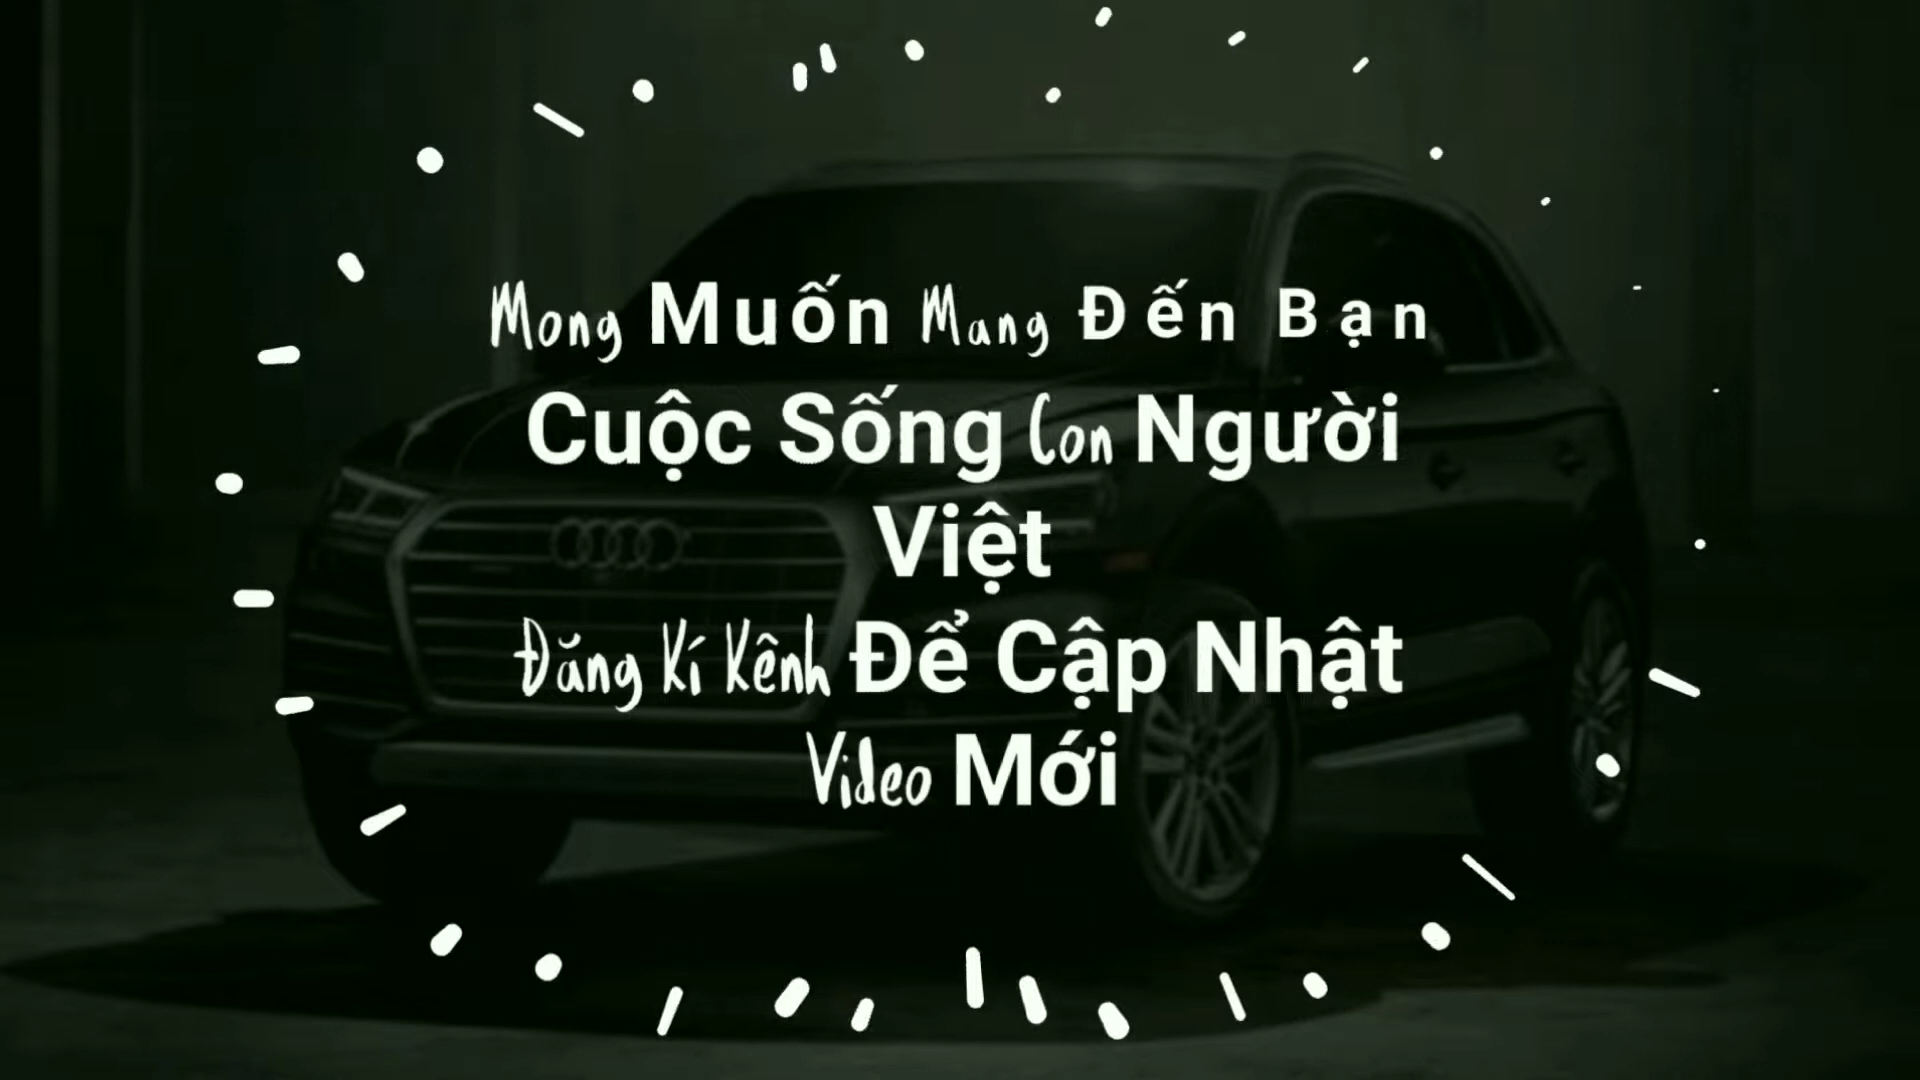 Mong Muốn Mang Đến Bạn
Cuộc Sống Con Người
Việt
Đăng Kí Kênh Để Cập Nhật
Video Mới